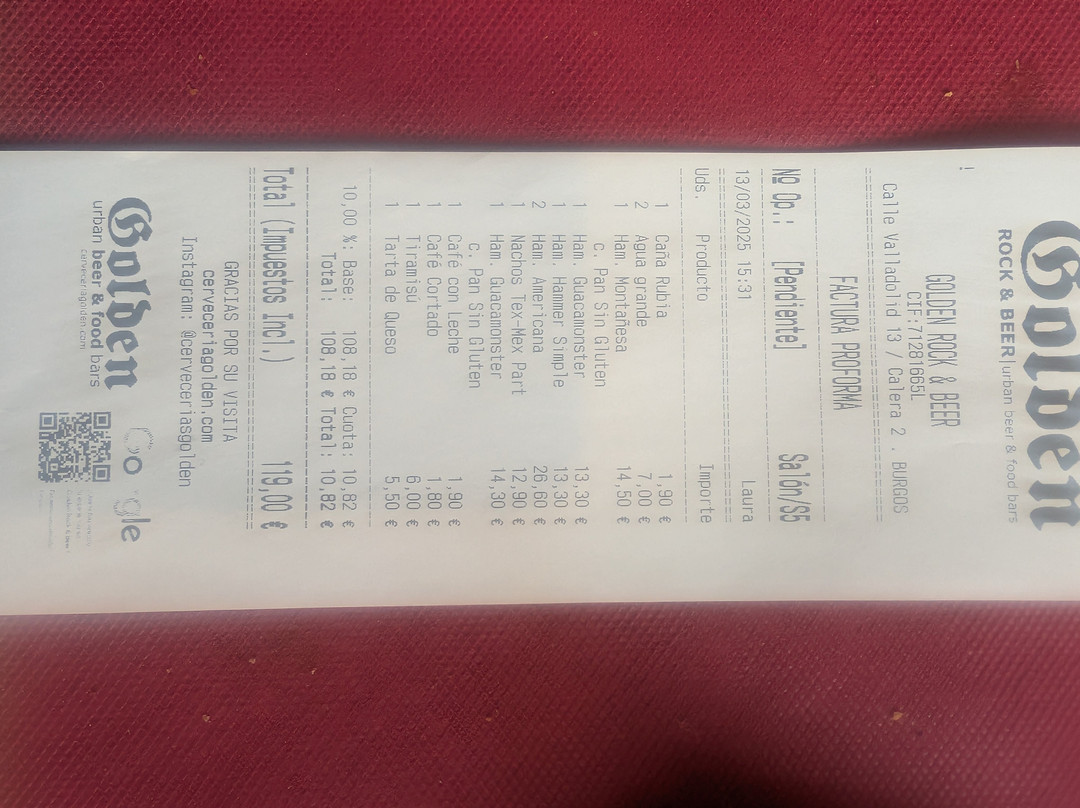 Golden
ROCK & BEER|urban beer & food bars
GOLDEN ROCK & BEER
CIF:71281665L
Calle Valladolid 13 / Calera 2 . BURGOS
FACTURA PROFORMA
Nº Op.: [Pendiente] Salón/S5
13/03/2025 15:31 Laura
Uds. Producto Importe
1 Caña Rubia 1,90 €
2 Agua grande 7,00 €
1 Ham. Montañesa 14,50 €
c. Pan Sin Gluten
1 Ham. Guacamonster 13,30 €
1 Ham. Hammer Simple 13,30 €
2 Ham. Americana 26,60 €
1 Nachos Tex-Mex Part 12,90 €
1 Ham. Guacamonster 14,30 €
c. Pan Sin Gluten
1 Café con Leche 1,90 €
1 Café Cortado 1,80 €
1 Tiramisú 6,00 €
1 Tarta de Queso 5,50 €
10,00 %: Base: 108,18 € Cuota: 10,82 €
Total: 108,18 € Total: 10,82 €
Total (Impuestos Incl.) 119,00 €
GRACIAS POR SU VISITA
cerveceriagolden.com
Instagram: @cerveceriasgolden
Golden
urban beer & food bars
cerveceriagolden.com